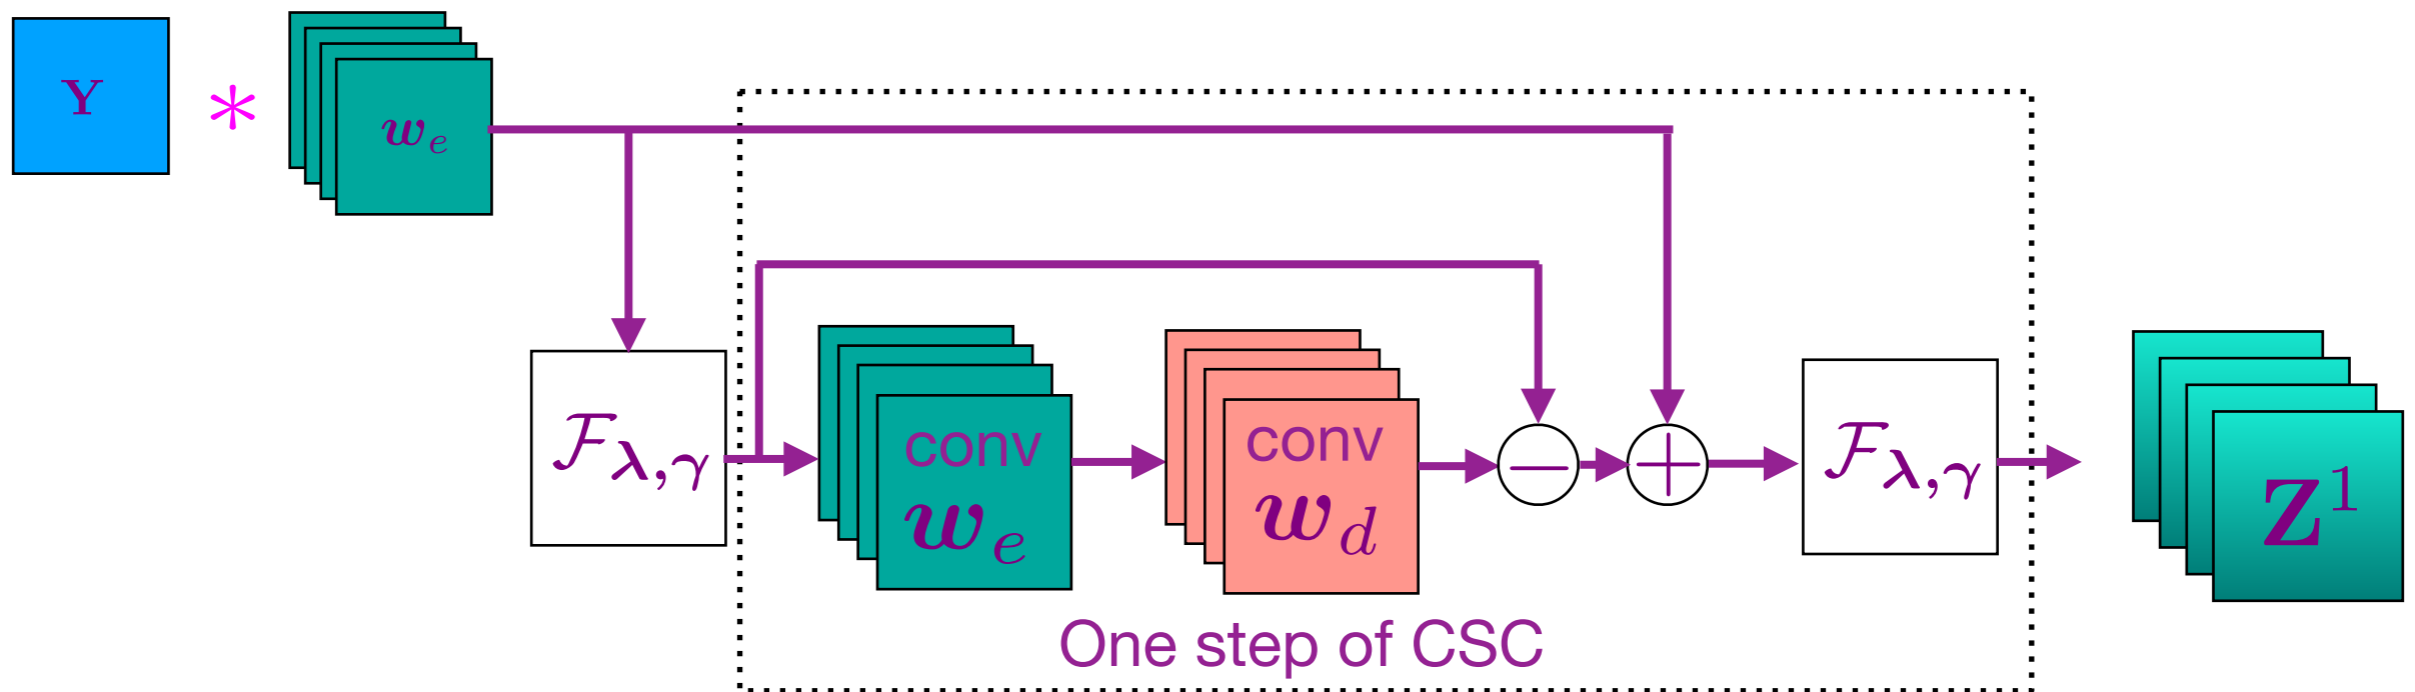 Y * w_e
F_λ,γ
conv
w_e
conv
w_d
−
+
F_λ,γ
Z^1
One step of CSC